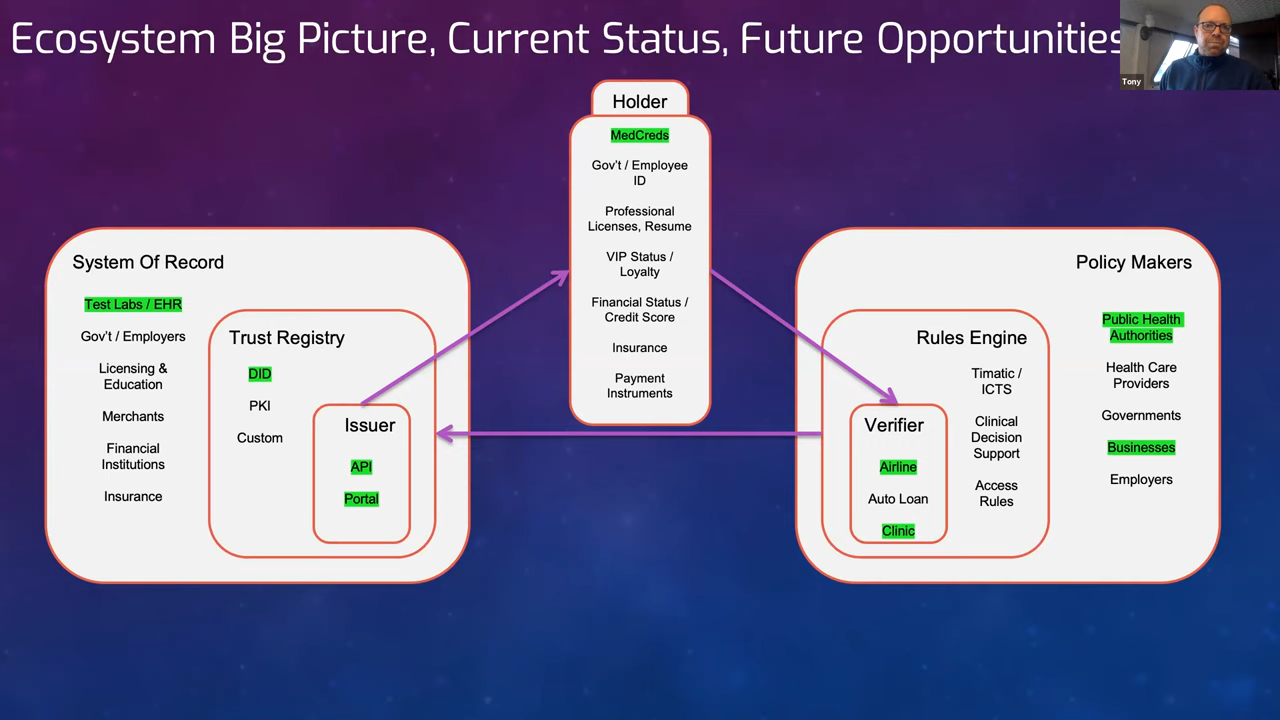 Ecosystem Big Picture, Current Status, Future Opportunities
Tony
Holder
MedCreds
Gov't / Employee
ID
Professional
Licenses, Resume
VIP Status /
Loyalty
Financial Status /
Credit Score
Insurance
Payment
Instruments
System Of Record
Test Labs / EHR
Gov't / Employers
Licensing &
Education
Merchants
Financial
Institutions
Insurance
Trust Registry
DID
PKI
Custom
Issuer
API
Portal
Policy Makers
Rules Engine
Verifier
Airline
Auto Loan
Clinic
Timatic /
ICTS
Clinical
Decision
Support
Access
Rules
Public Health
Authorities
Health Care
Providers
Governments
Businesses
Employers